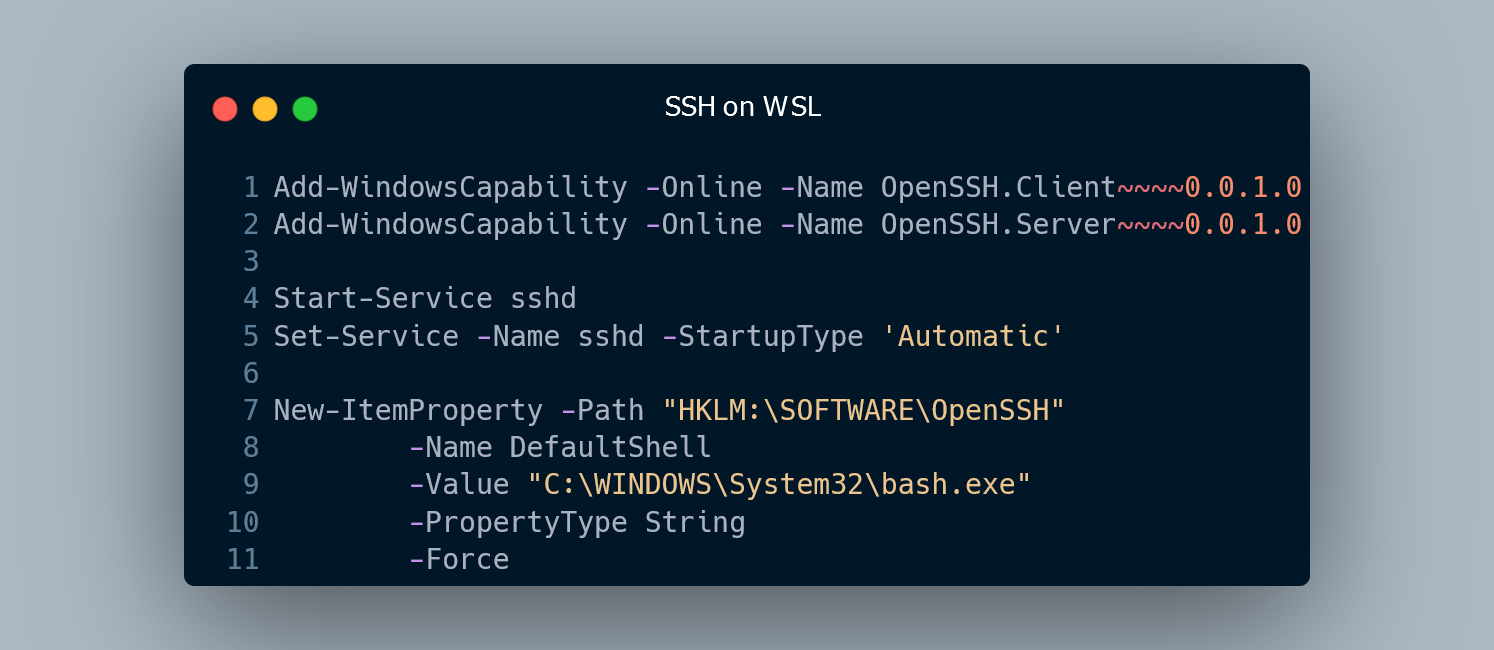 SSH on WSL
1 Add-WindowsCapability -Online -Name OpenSSH.Client~~~~0.0.1.0
2 Add-WindowsCapability -Online -Name OpenSSH.Server~~~~0.0.1.0
3
4 Start-Service sshd
5 Set-Service -Name sshd -StartupType 'Automatic'
6
7 New-ItemProperty -Path "HKLM:\SOFTWARE\OpenSSH"
8         -Name DefaultShell
9         -Value "C:\WINDOWS\System32\bash.exe"
10         -PropertyType String
11         -Force